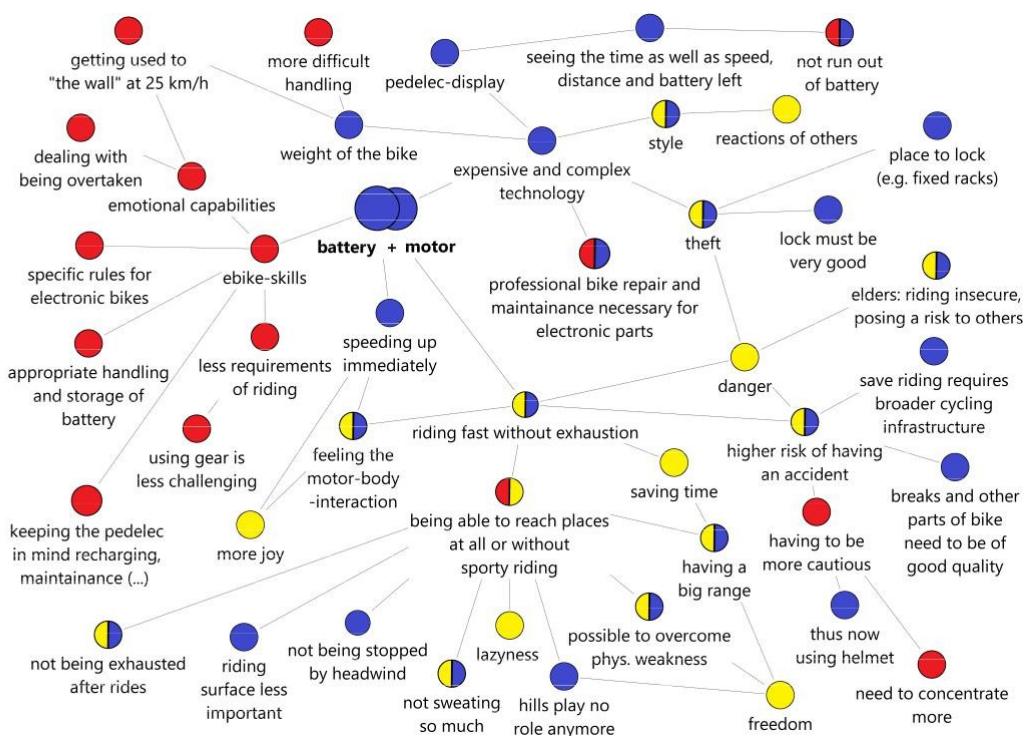 getting used to
"the wall" at 25 km/h
more difficult
handling
pedelec-display
seeing the time as well as speed,
distance and battery left
not run out
of battery
dealing with
being overtaken
weight of the bike
expensive and complex
technology
style
reactions of others
place to lock
(e.g. fixed racks)
emotional capabilities
battery + motor
theft
lock must be
very good
specific rules for
electronic bikes
ebike-skills
professional bike repair and
maintainance necessary for
electronic parts
elders: riding insecure,
posing a risk to others
appropriate handling
and storage of
battery
less requirements
of riding
speeding up
immediately
danger
save riding requires
broader cycling
infrastructure
using gear is
less challenging
feeling the
motor-body
-interaction
riding fast without exhaustion
higher risk of having
an accident
keeping the pedelec
in mind recharging,
maintainance (...)
more joy
being able to reach places
at all or without
sporty riding
saving time
having a
big range
having to be
more cautious
breaks and other
parts of bike
need to be of
good quality
not being exhausted
after rides
riding
surface less
important
not being stopped
by headwind
not sweating
so much
lazyness
hills play no
role anymore
possible to overcome
phys. weakness
freedom
thus now
using helmet
need to concentrate
more